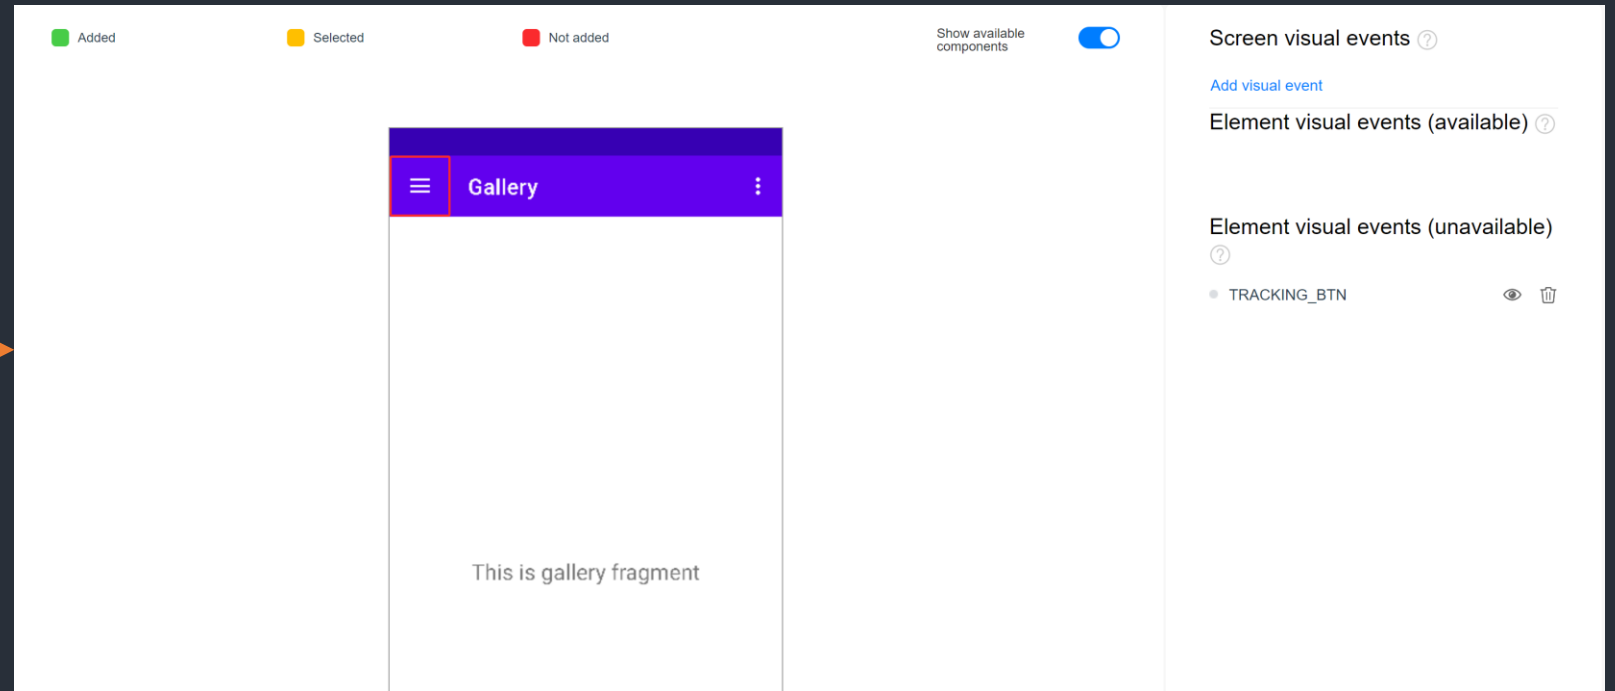 Added
Selected
Not added
Show available
components
Gallery
This is gallery fragment
Screen visual events ?
Add visual event
Element visual events (available) ?
Element visual events (unavailable)
?
TRACKING_BTN